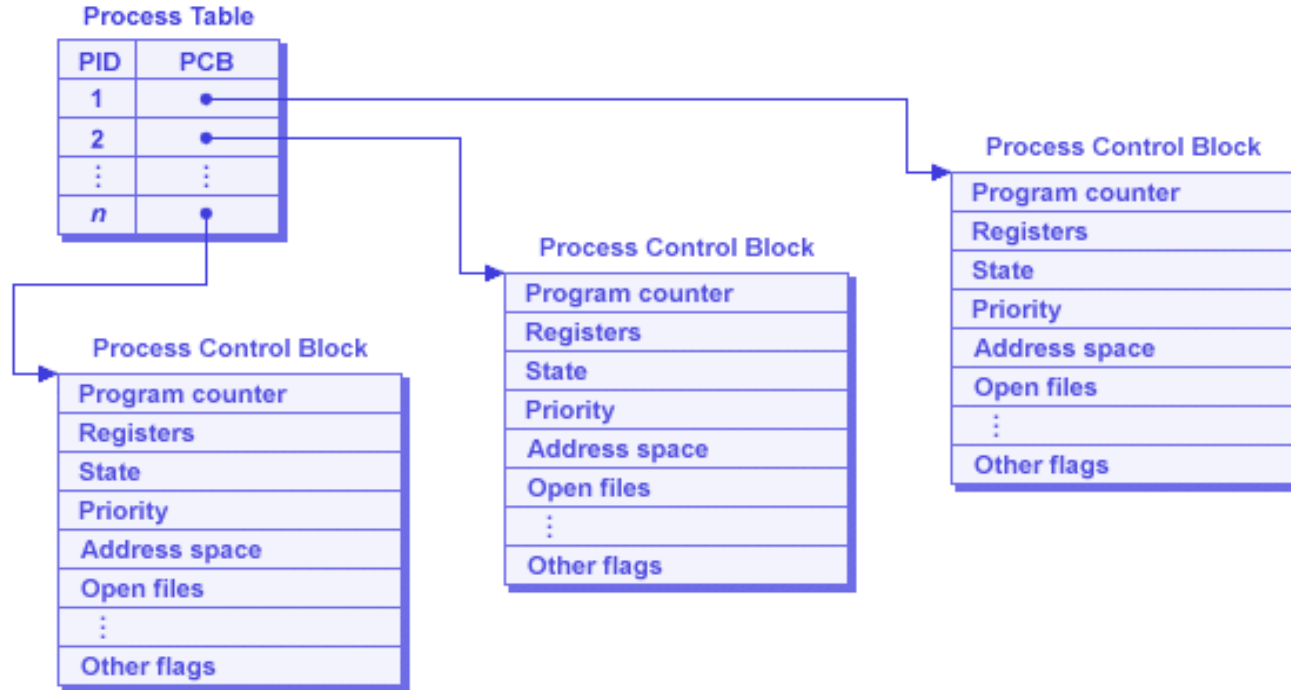 Process Table
PID PCB
1
2
⋮ ⋮
n
Process Control Block
Program counter
Registers
State
Priority
Address space
Open files
⋮
Other flags
Process Control Block
Program counter
Registers
State
Priority
Address space
Open files
⋮
Other flags
Process Control Block
Program counter
Registers
State
Priority
Address space
Open files
⋮
Other flags